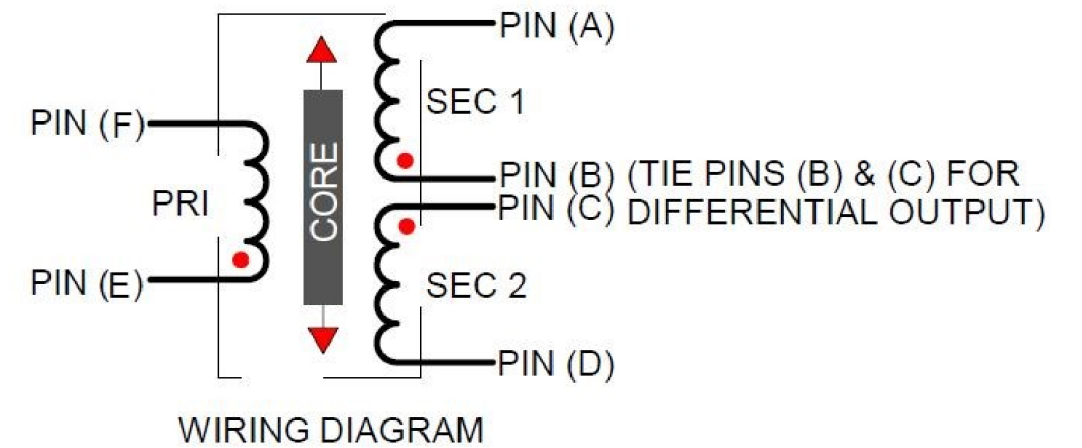 PIN (A)
SEC 1
PIN (F)
CORE
PRI
PIN (B) (TIE PINS (B) & (C) FOR
PIN (C) DIFFERENTIAL OUTPUT)
PIN (E)
SEC 2
PIN (D)
WIRING DIAGRAM